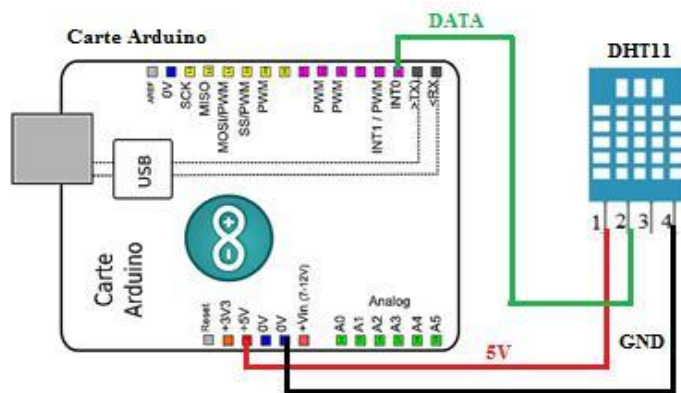 DATA
Carte Arduino
DHT11
AREF
0V
SCK
MISO
MOSI/PWM
SS/PWM
PWM
PWM
PWM
INT1 / PWM
INT0
>TX
<RX
USB
1 2 3 4
Carte
Arduino
Reset
+3V3
+5V
0V
0V
+Vin (7-12V)
Analog
A0
A1
A2
A3
A4
A5
GND
5V